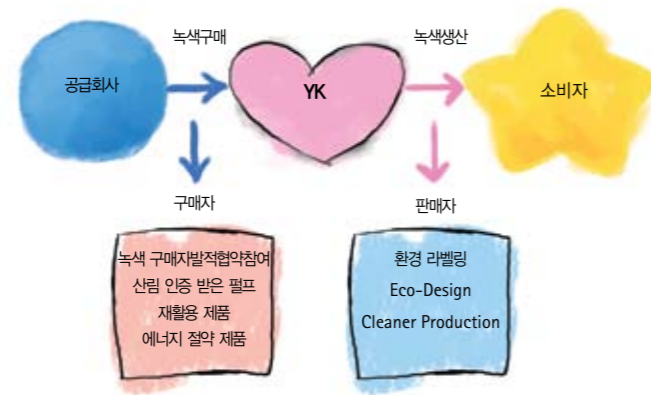 녹색구매
녹색생산
공급회사
YK
소비자
구매자
판매자
녹색 구매자발적협약참여
산림 인증 받은 펄프
재활용 제품
에너지 절약 제품
환경 라벨링
Eco-Design
Cleaner Production